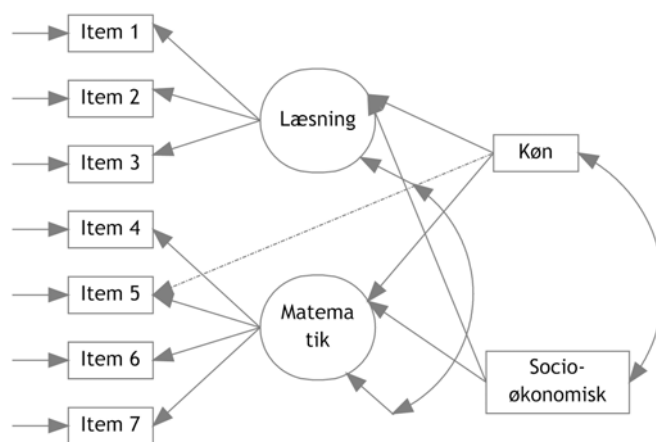 Item 1
Item 2
Item 3
Item 4
Item 5
Item 6
Item 7
Læsning
Matema
tik
Køn
Socio-
økonomisk